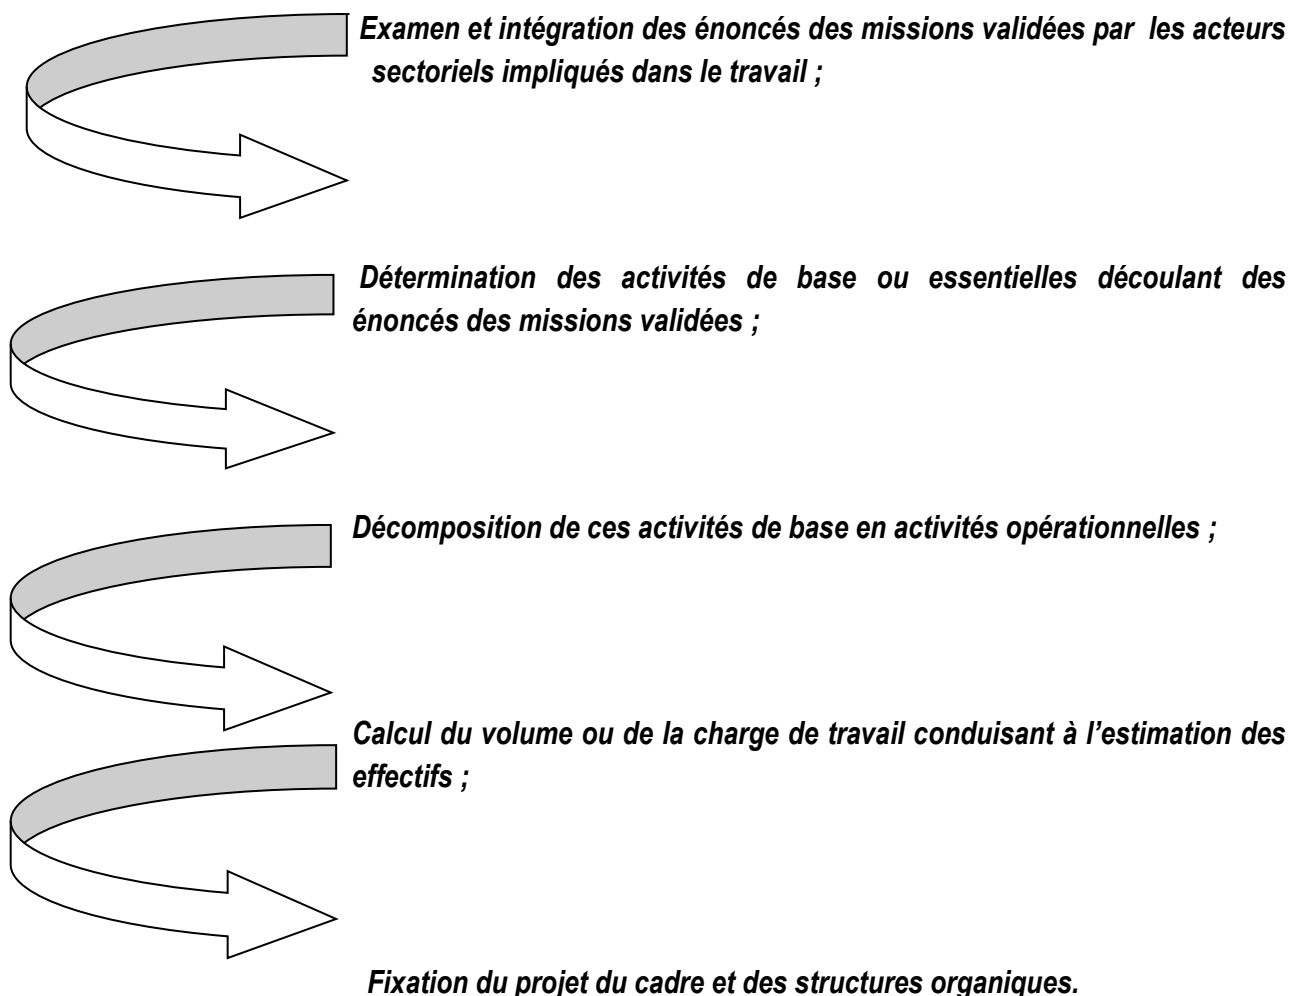 Examen et intégration des énoncés des missions validées par les acteurs
sectoriels impliqués dans le travail ;
Détermination des activités de base ou essentielles découlant des
énoncés des missions validées ;
Décomposition de ces activités de base en activités opérationnelles ;
Calcul du volume ou de la charge de travail conduisant à l’estimation des
effectifs ;
Fixation du projet du cadre et des structures organiques.